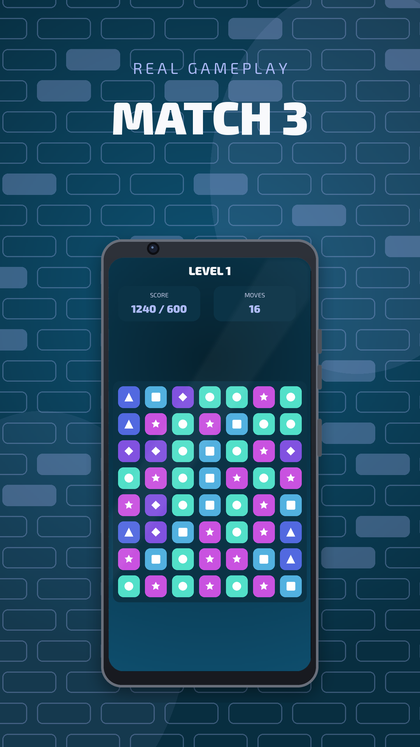 REAL GAMEPLAY
MATCH 3
LEVEL 1
SCORE
1240 / 600
MOVES
16